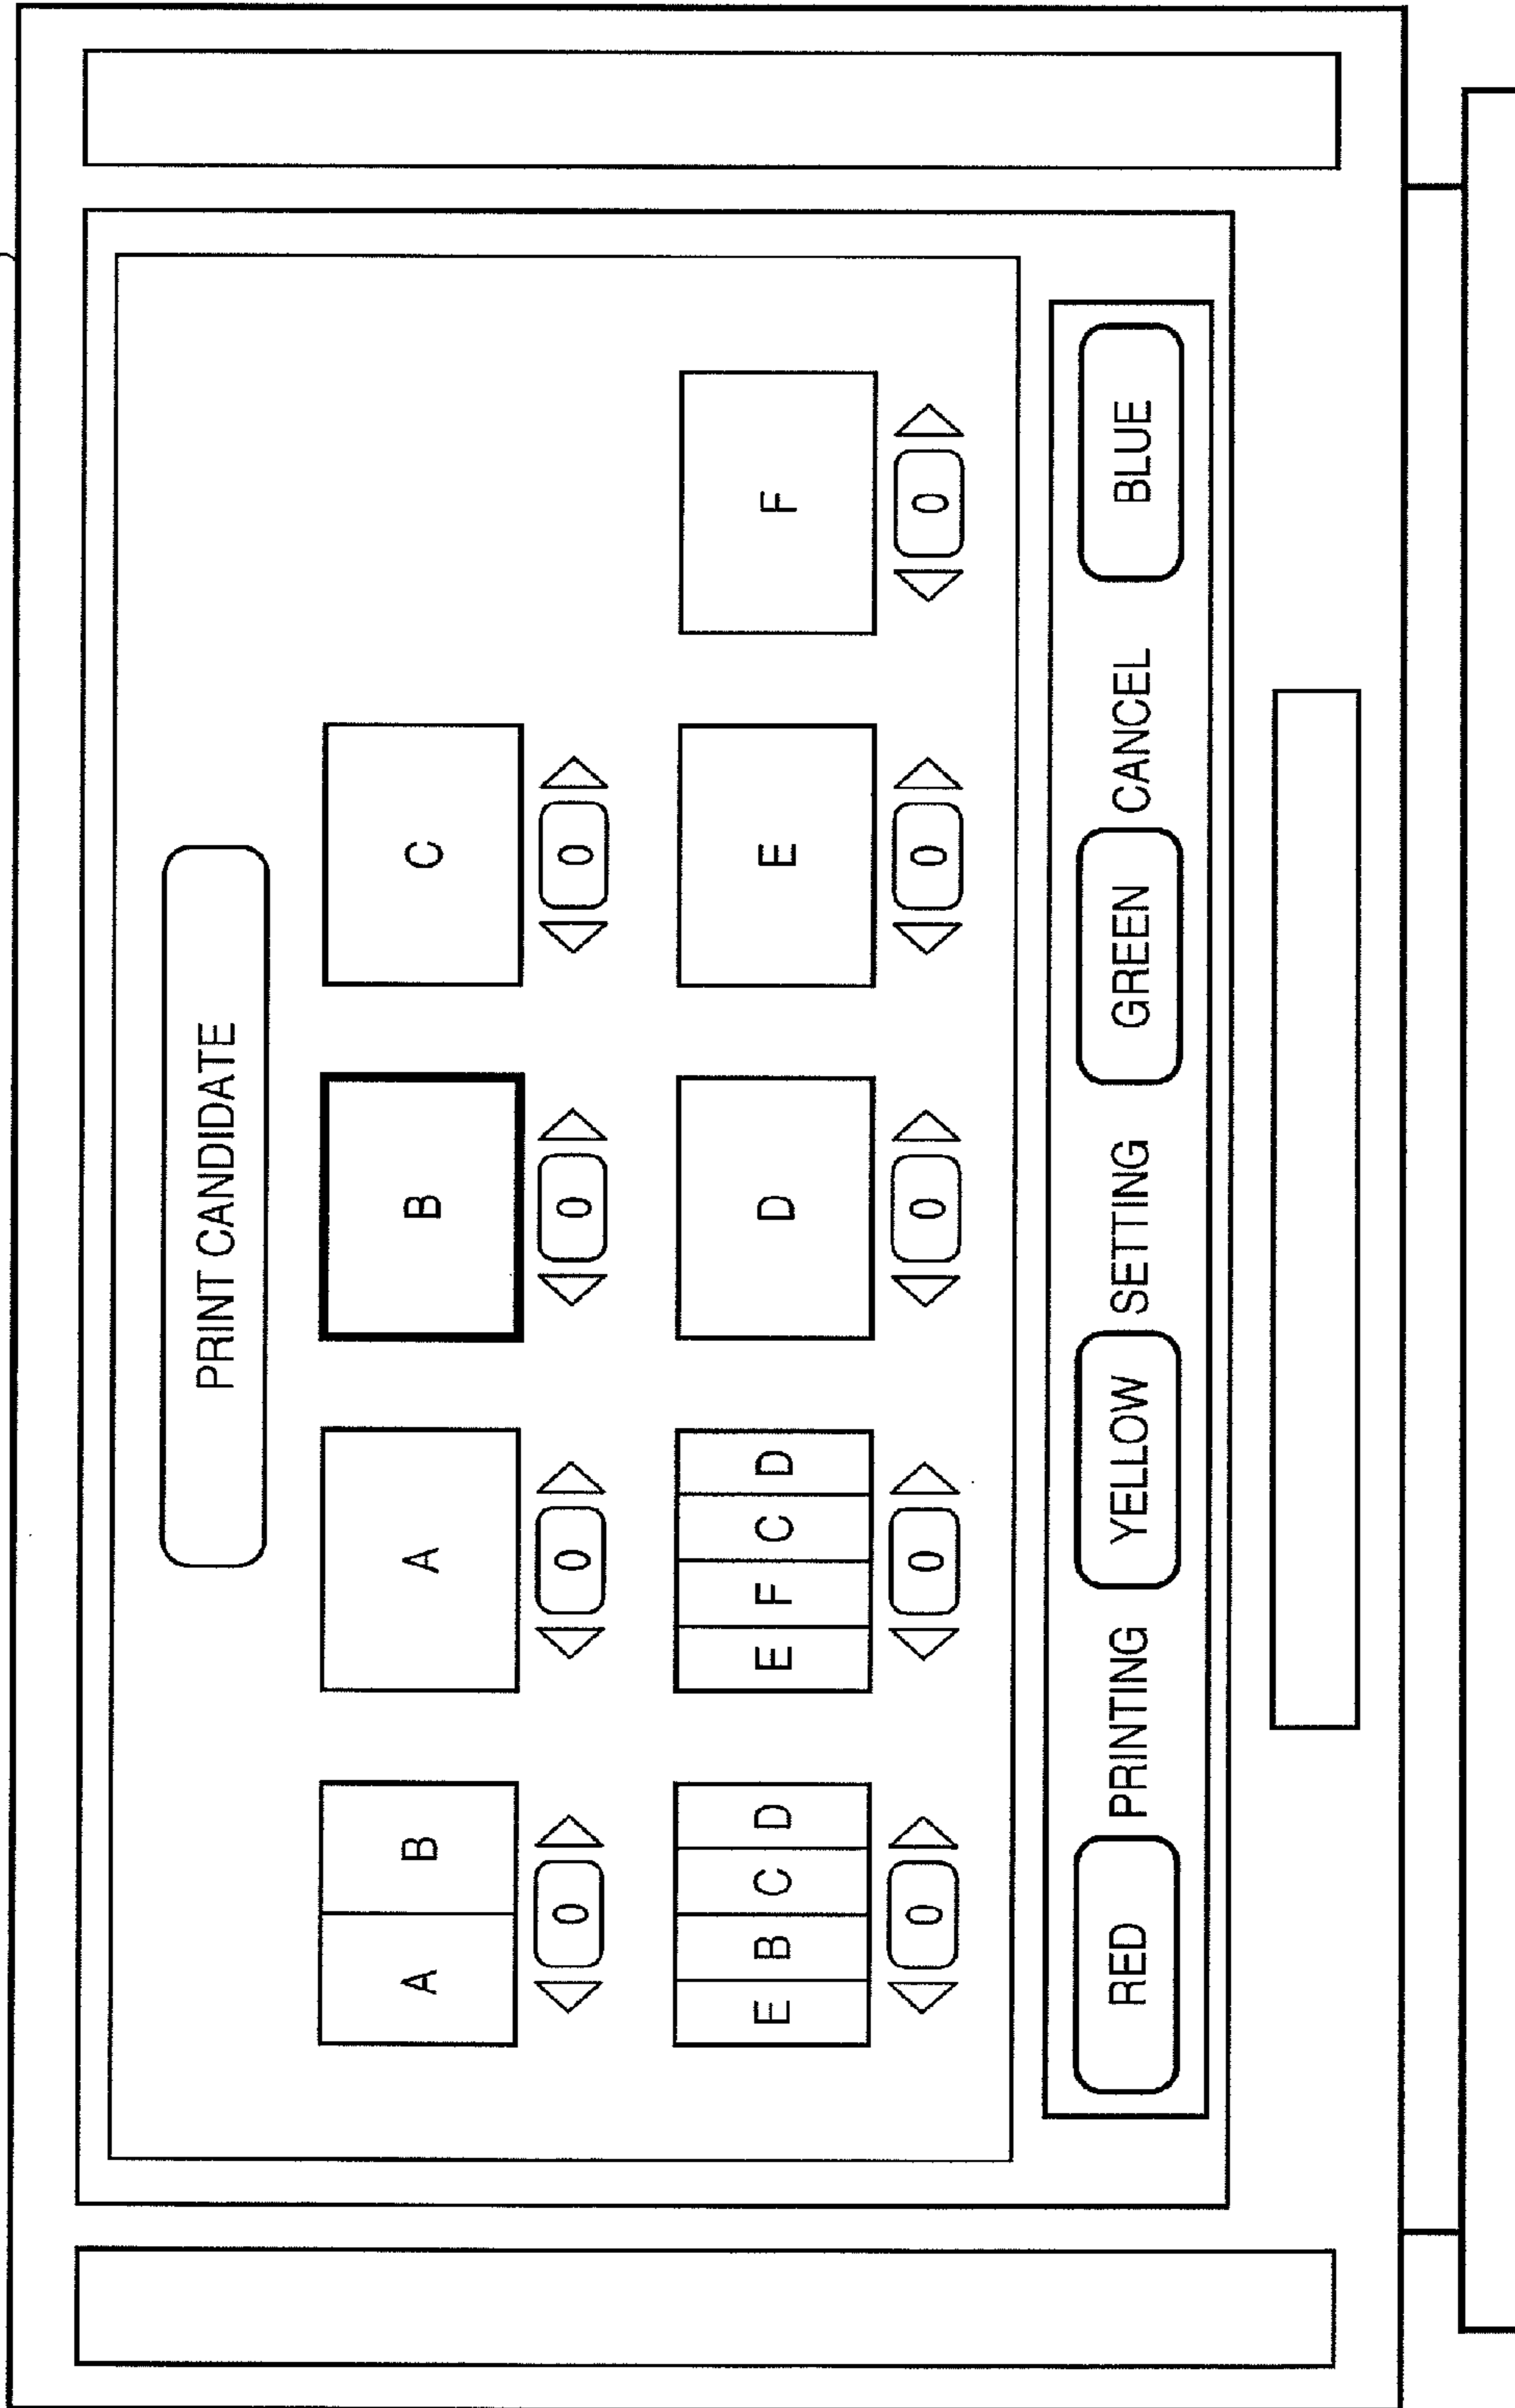 PRINT CANDIDATE
A B A B C
0 0 0 0
E B C D E F C D D E F
0 0 0 0 0
RED PRINTING YELLOW SETTING GREEN CANCEL BLUE